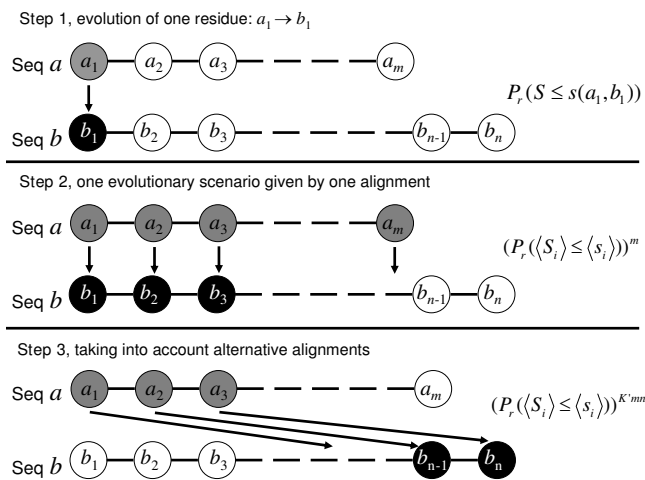 Step 1, evolution of one residue: a₁ → b₁
Seq a a₁ a₂ a₃ aₘ
Pᵣ(S ≤ s(a₁,b₁))
Seq b b₁ b₂ b₃ bₙ₋₁ bₙ
Step 2, one evolutionary scenario given by one alignment
Seq a a₁ a₂ a₃ aₘ
(Pᵣ(⟨Sᵢ⟩ ≤ ⟨sᵢ⟩))ᵐ
Seq b b₁ b₂ b₃ bₙ₋₁ bₙ
Step 3, taking into account alternative alignments
Seq a a₁ a₂ a₃ aₘ
(Pᵣ(⟨Sᵢ⟩ ≤ ⟨sᵢ⟩))^{K'mn}
Seq b b₁ b₂ b₃ bₙ₋₁ bₙ